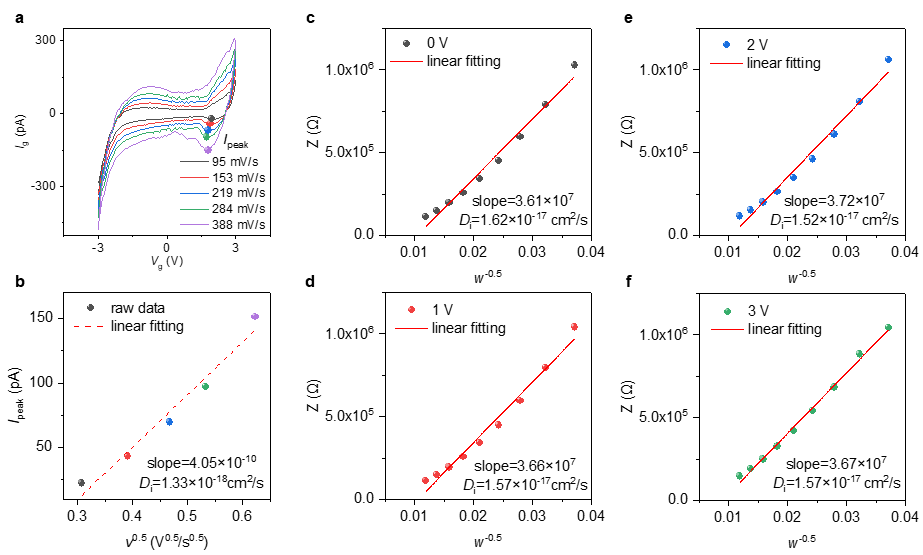 a
300
0
-300
I_g (pA)
-3
0
3
V_g (V)
I_peak
95 mV/s
153 mV/s
219 mV/s
284 mV/s
388 mV/s
b
150
100
50
I_peak (pA)
0.3
0.4
0.5
0.6
v^0.5 (V^0.5/s^0.5)
raw data
linear fitting
slope=4.05×10^-10
D_i=1.33×10^-18cm²/s
c
1.0x10^6
5.0x10^5
0.0
Z (Ω)
0.01
0.02
0.03
0.04
w^-0.5
0 V
linear fitting
slope=3.61×10^7
D_i=1.62×10^-17 cm²/s
d
1.0x10^6
5.0x10^5
0.0
Z (Ω)
0.01
0.02
0.03
0.04
w^-0.5
1 V
linear fitting
slope=3.66×10^7
D_i=1.57×10^-17cm²/s
e
1.0x10^6
5.0x10^5
0.0
Z (Ω)
0.01
0.02
0.03
0.04
w^-0.5
2 V
linear fitting
slope=3.72×10^7
D_i=1.52×10^-17 cm²/s
f
1.0x10^6
5.0x10^5
0.0
Z (Ω)
0.01
0.02
0.03
0.04
w^-0.5
3 V
linear fitting
slope=3.67×10^7
D_i=1.57×10^-17 cm²/s